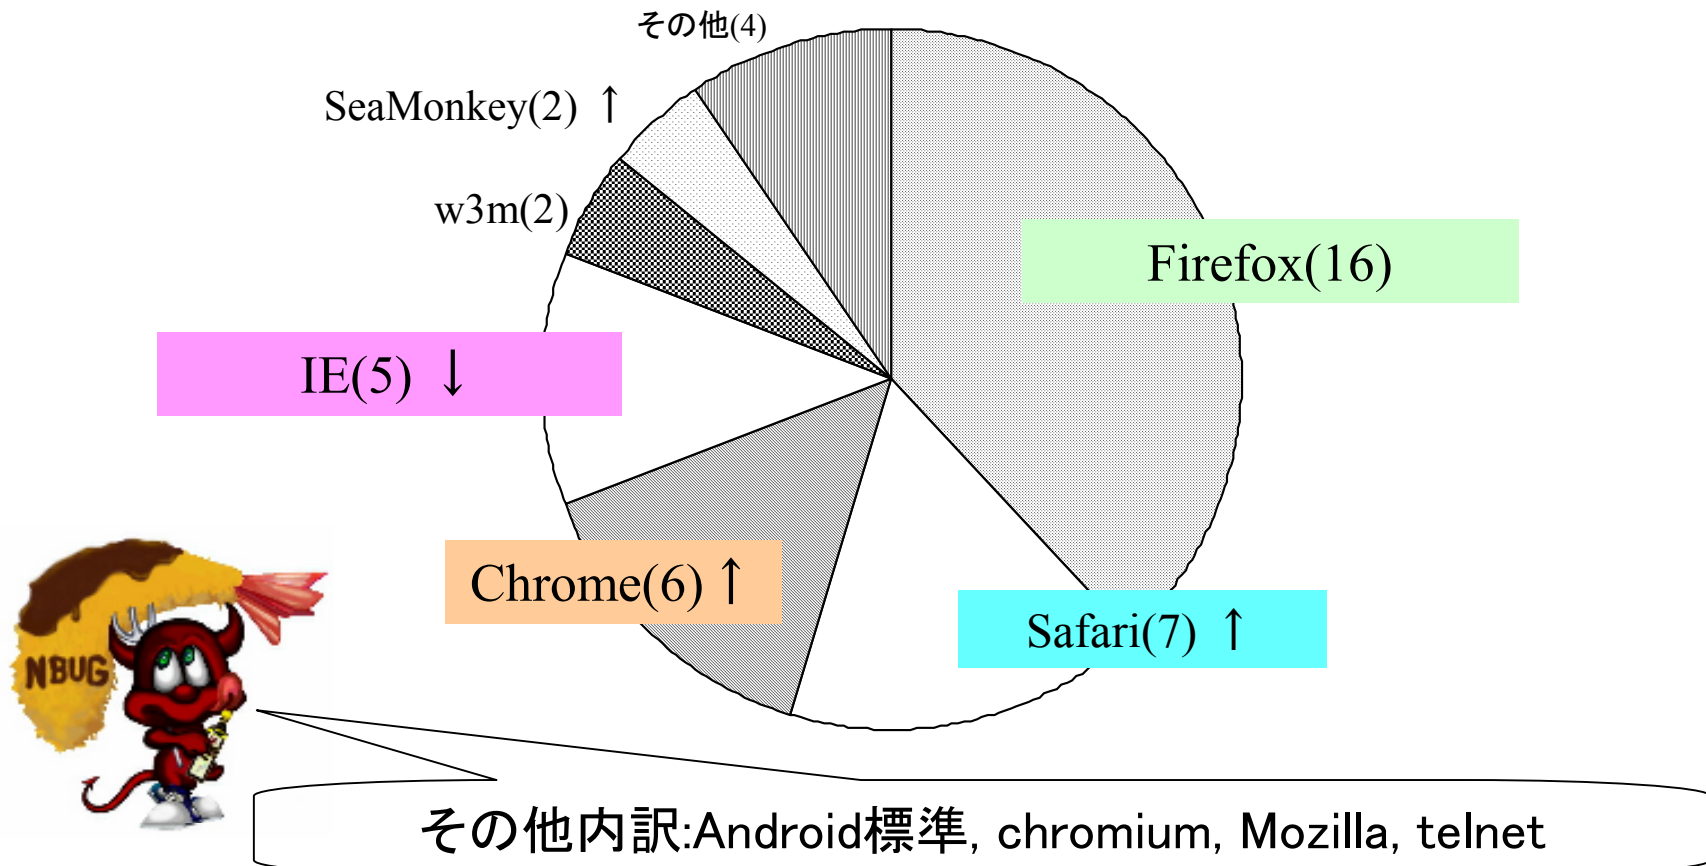 その他(4)
SeaMonkey(2) ↑
w3m(2)
Firefox(16)
IE(5) ↓
Chrome(6)↑
Safari(7) ↑
NBUG
その他内訳:Android標準, chromium, Mozilla, telnet